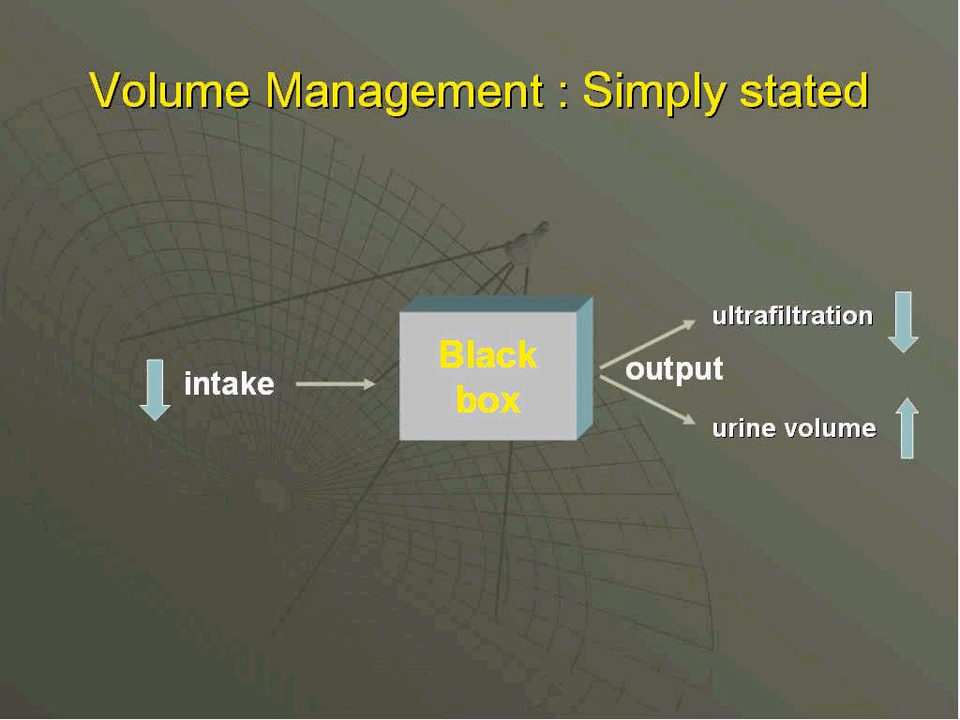 Volume Management : Simply stated
ultrafiltration
Black
box
output
intake
urine volume